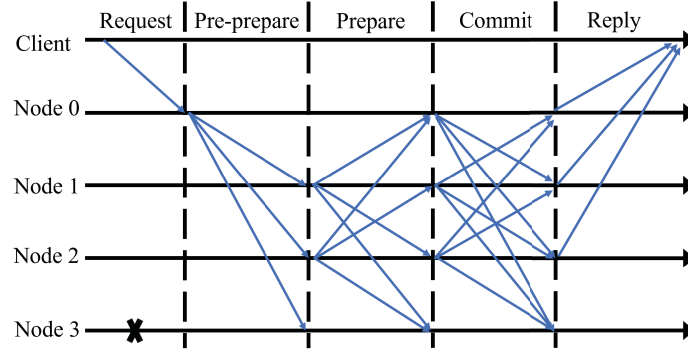 Request Pre-prepare Prepare Commit Reply
Client
Node 0
Node 1
Node 2
Node 3